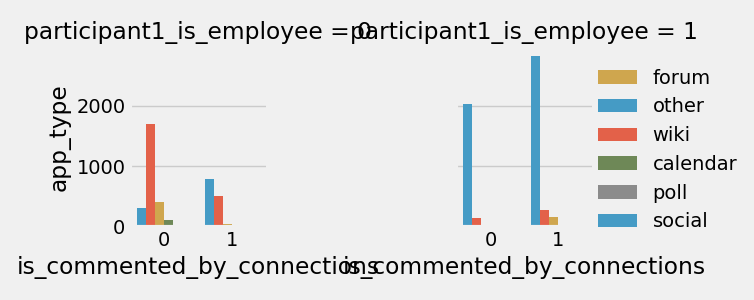 participant1_is_employee = 0
participant1_is_employee = 1
app_type
2000
1000
0
0
1
0
1
is_commented_by_connections
is_commented_by_connections
forum
other
wiki
calendar
poll
social